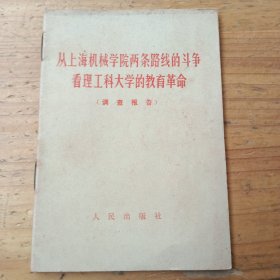 从上海机械学院两条路线的斗争
看理工科大学的教育革命
（调查报告）
人民出版社